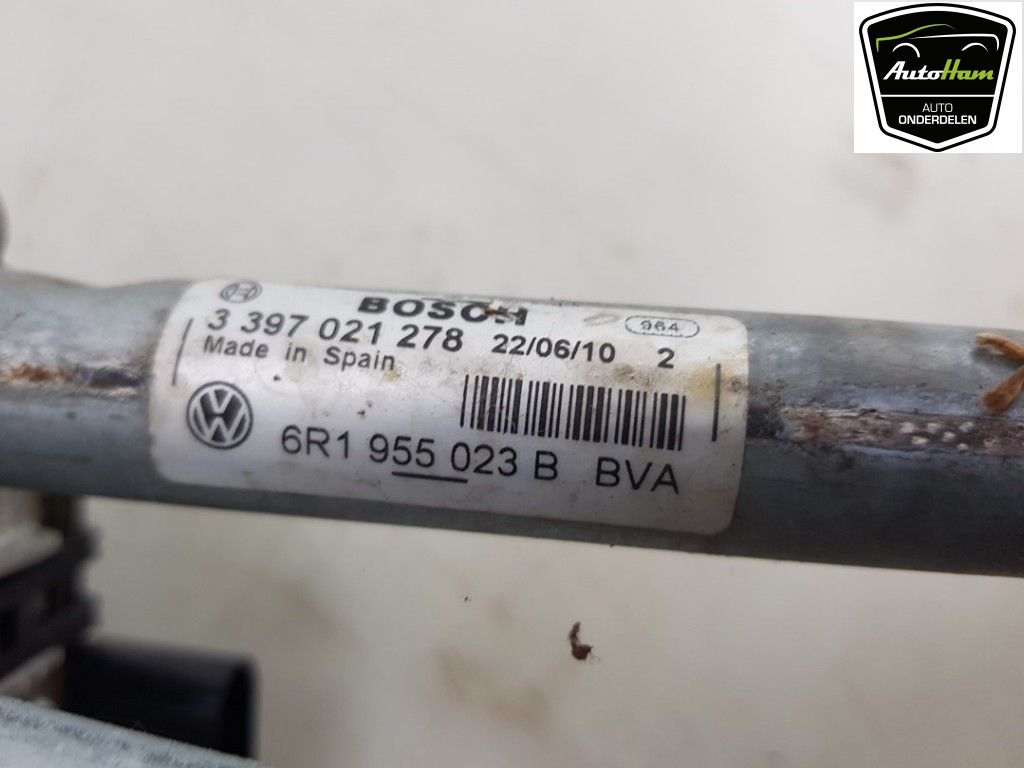 AutoHam
AUTO
ONDERDELEN
BOSCH
964
3 397 021 278 22/06/10 2
Made in Spain
6R1 955 023 B BVA